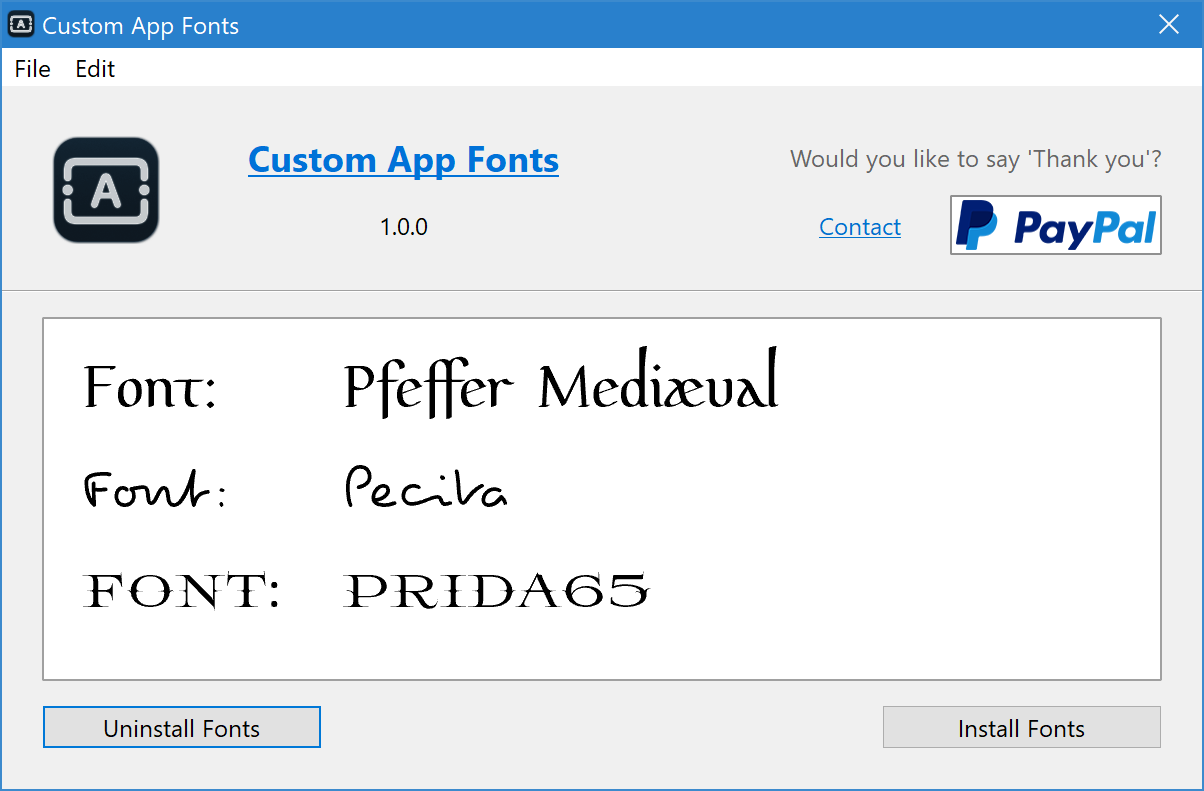 Custom App Fonts
File Edit
Custom App Fonts
Would you like to say 'Thank you'?
1.0.0
Contact
PayPal
Font: Pfeffer Mediæval
Font: Pecita
FONT: PRIDA65
Uninstall Fonts
Install Fonts